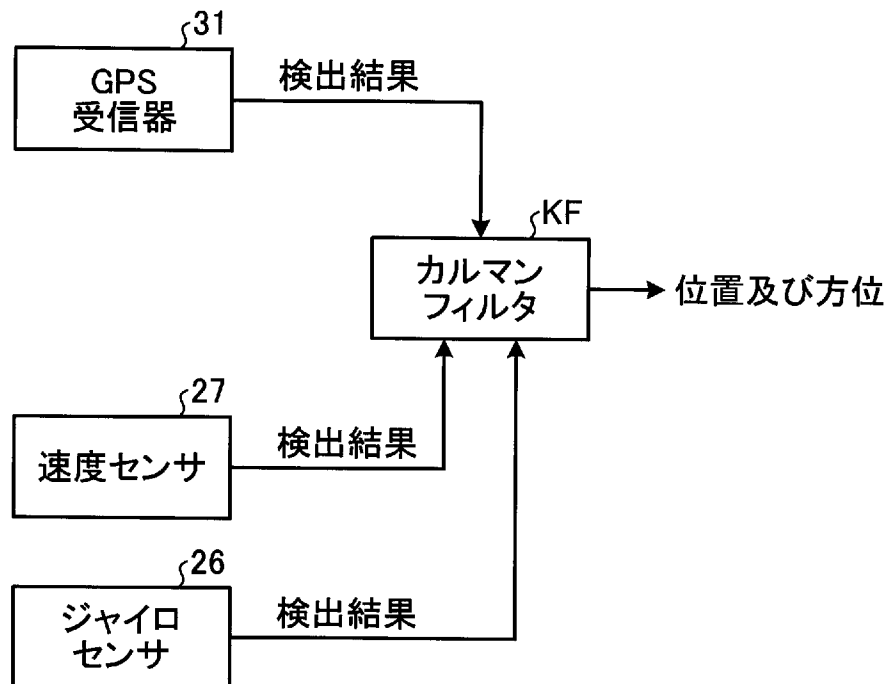 31
GPS
受信器
検出結果
KF
カルマン
フィルタ
位置及び方位
27
速度センサ
検出結果
26
ジャイロ
センサ
検出結果